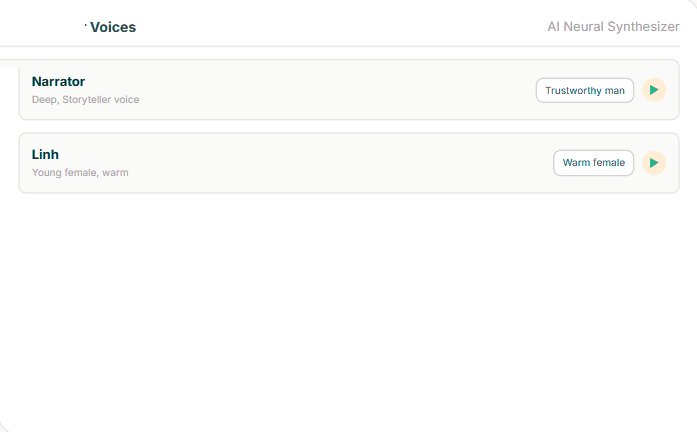 Voices
AI Neural Synthesizer
Narrator
Deep, Storyteller voice
Trustworthy man
Linh
Young female, warm
Warm female